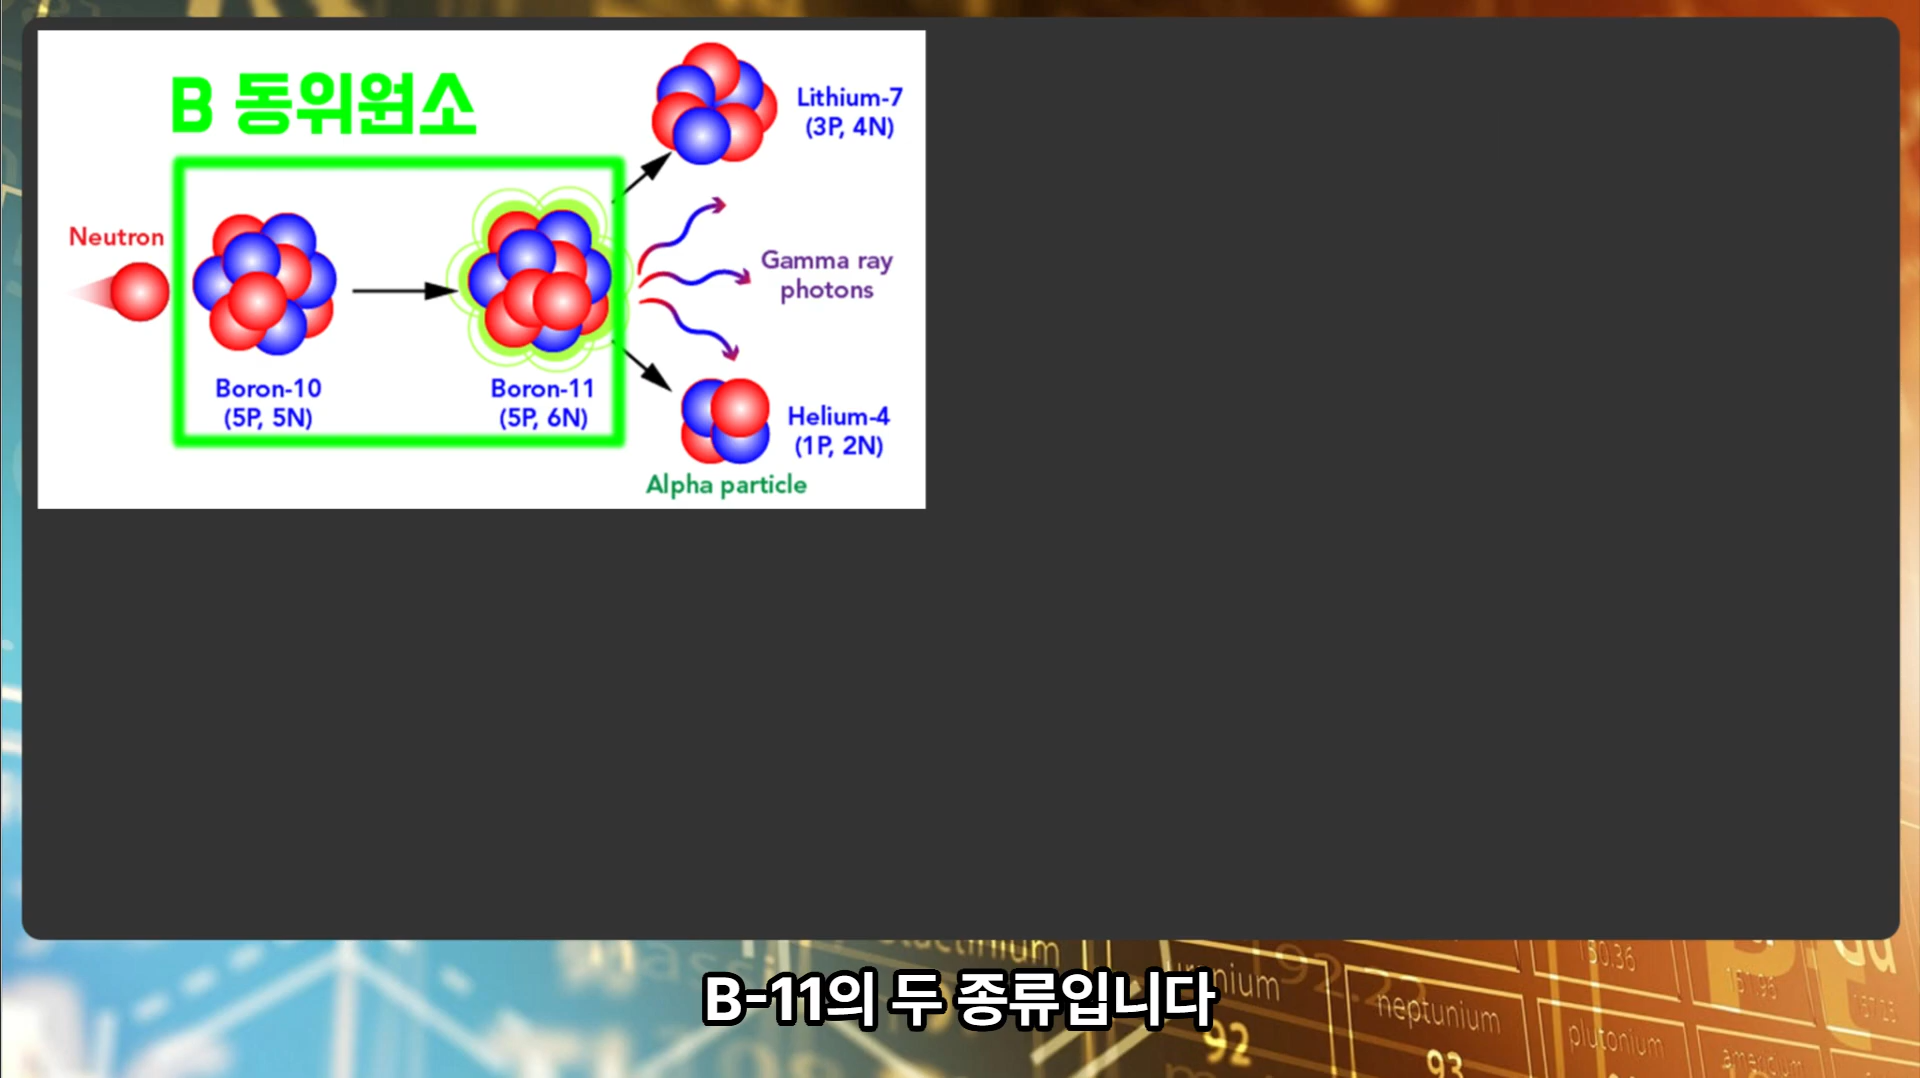 B 동위원소
Neutron
Boron-10
(5P, 5N)
Boron-11
(5P, 6N)
Lithium-7
(3P, 4N)
Gamma ray
photons
Helium-4
(1P, 2N)
Alpha particle
B-11의 두 종류입니다
neptunium
plutonium
americium
92
93